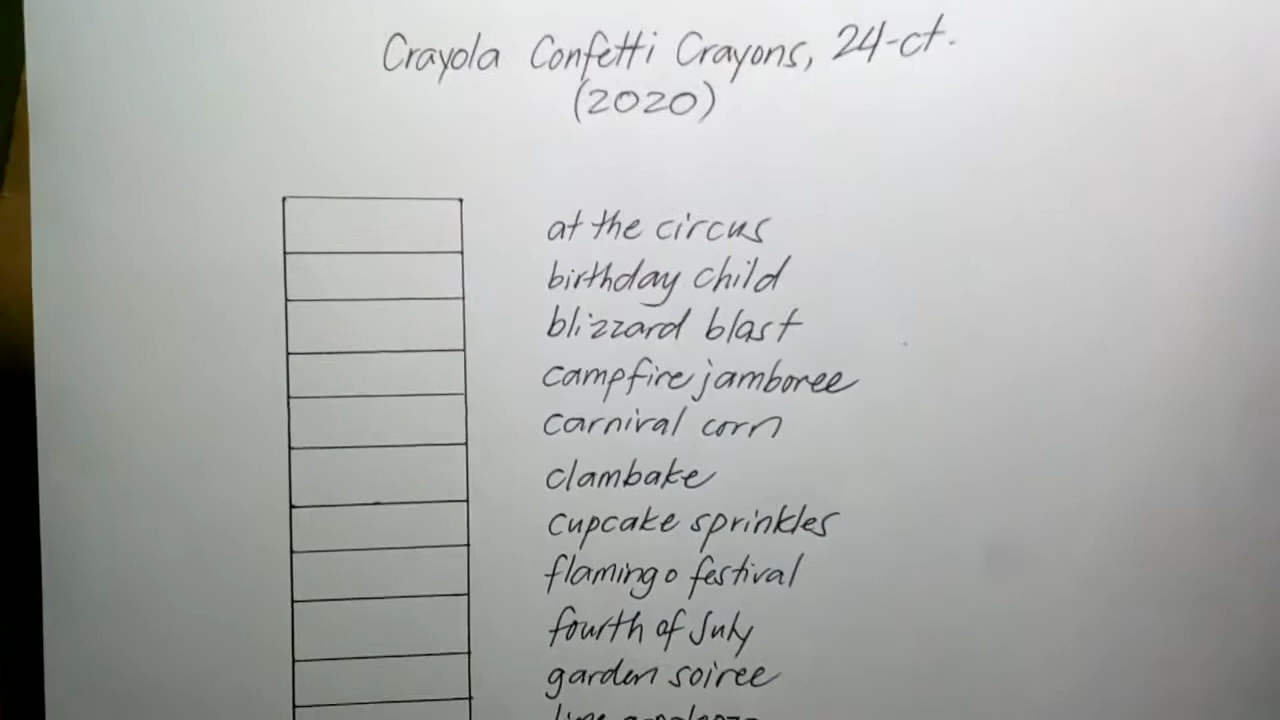 Crayola Confetti Crayons, 24-ct.
(2020)
at the circus
birthday child
blizzard blast
campfire jamboree
carnival corn
clambake
cupcake sprinkles
flamingo festival
fourth of July
garden soiree